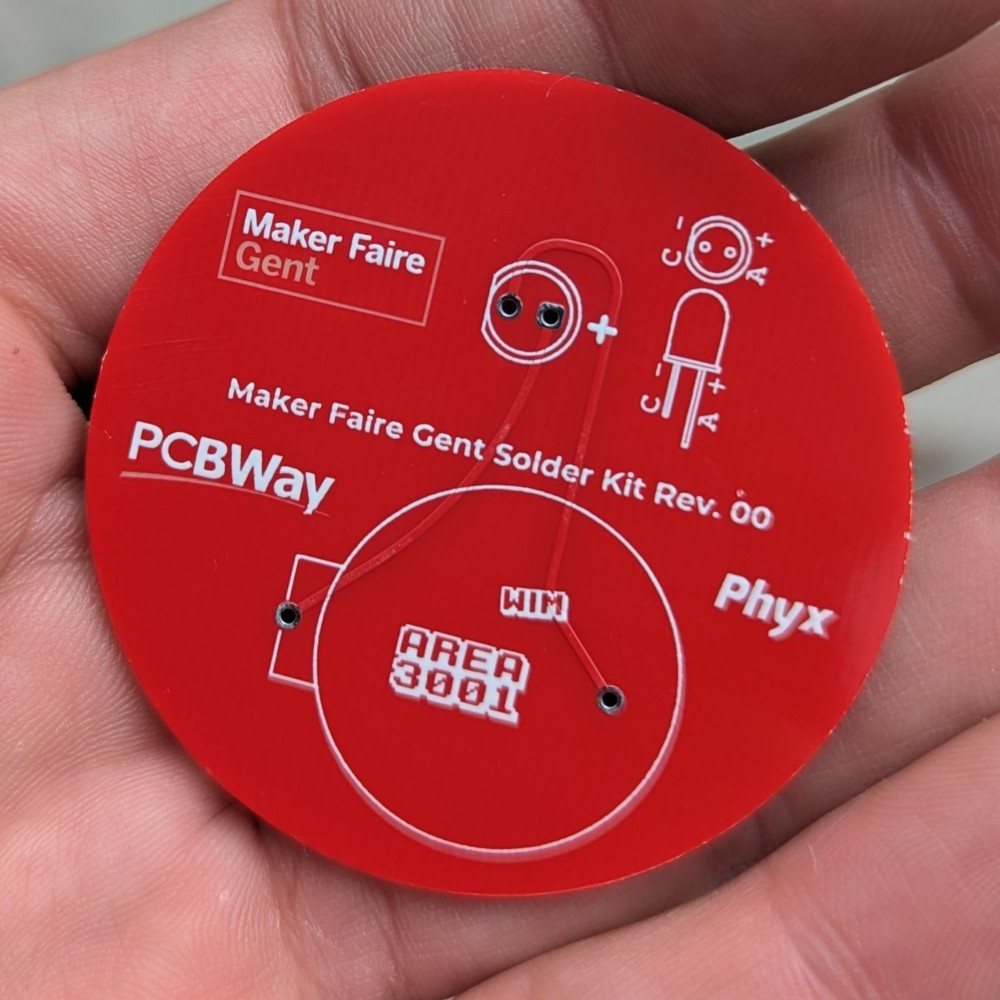 Maker Faire
Gent
C -
A +
+
C -
A +
Maker Faire Gent Solder Kit Rev. 00
PCBWay
Phyx
WIM
AREA
3001